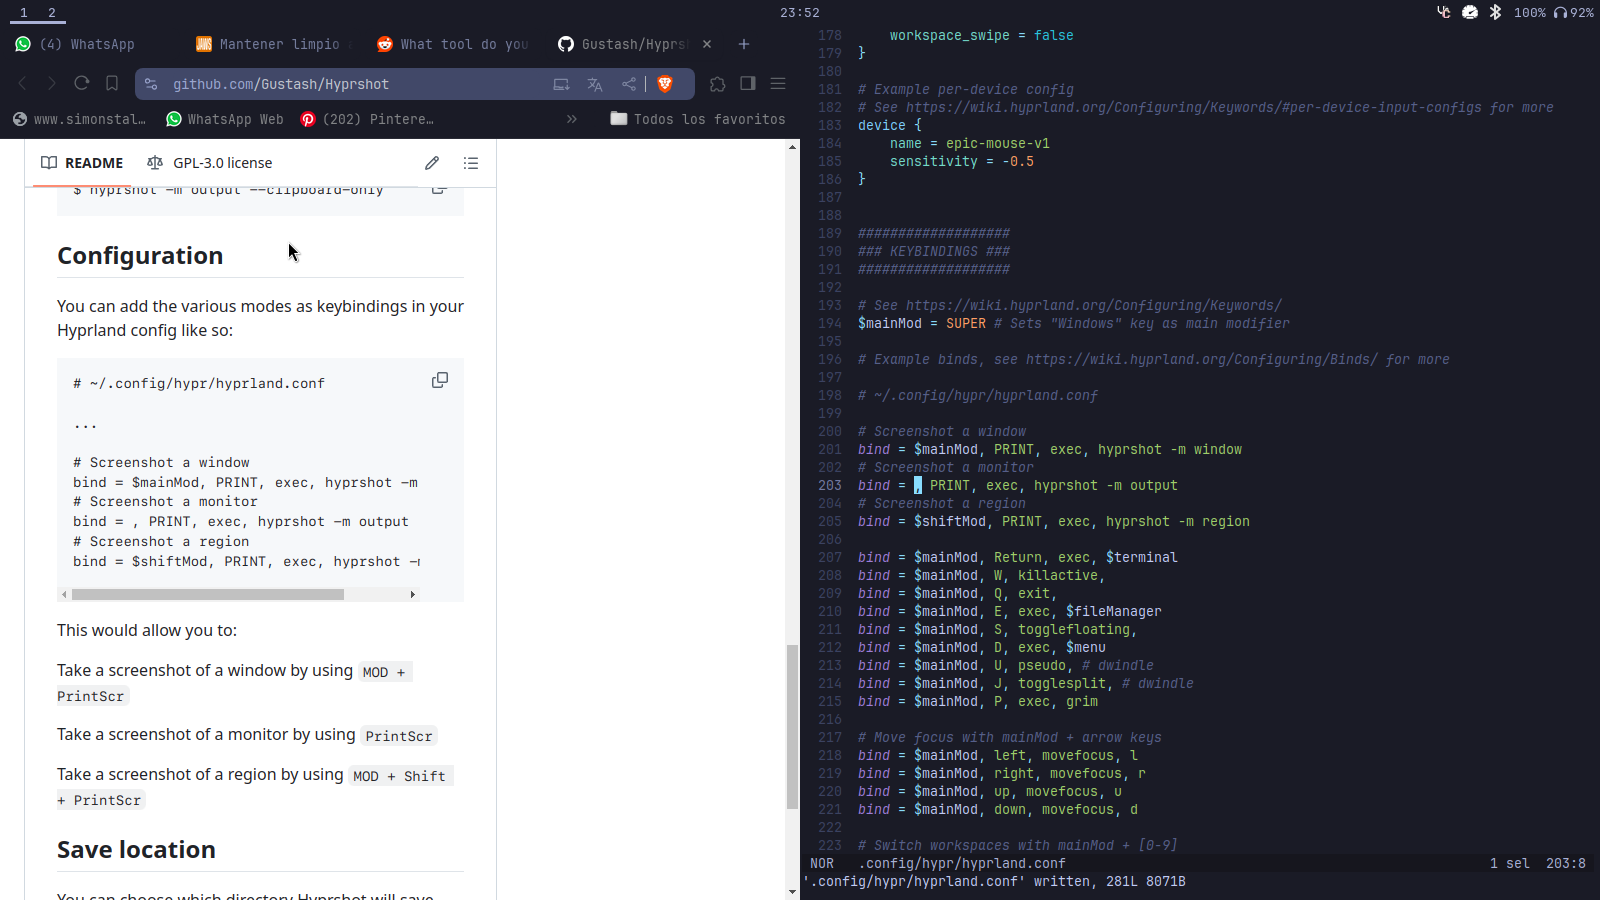 1 2
23:52
100% 92%
(4) WhatsApp
Mantener limpio
What tool do you
Gustash/Hyprs
github.com/Gustash/Hyprshot
www.simonstal…
WhatsApp Web
(202) Pintere…
»
Todos los favoritos
README
GPL-3.0 license
$ hyprshot -m output --clipboard-only
Configuration
You can add the various modes as keybindings in your
Hyprland config like so:
# ~/.config/hypr/hyprland.conf
...
# Screenshot a window
bind = $mainMod, PRINT, exec, hyprshot -m
# Screenshot a monitor
bind = , PRINT, exec, hyprshot -m output
# Screenshot a region
bind = $shiftMod, PRINT, exec, hyprshot -
This would allow you to:
Take a screenshot of a window by using MOD +
PrintScr
Take a screenshot of a monitor by using PrintScr
Take a screenshot of a region by using MOD + Shift
+ PrintScr
Save location
You can choose which directory Hyprshot will save
178 workspace_swipe = false
179 }
180
181 # Example per-device config
182 # See https://wiki.hyprland.org/Configuring/Keywords/#per-device-input-configs for more
183 device {
184 name = epic-mouse-v1
185 sensitivity = -0.5
186 }
187
188
189 ###################
190 ### KEYBINDINGS ###
191 ###################
192
193 # See https://wiki.hyprland.org/Configuring/Keywords/
194 $mainMod = SUPER # Sets "Windows" key as main modifier
195
196 # Example binds, see https://wiki.hyprland.org/Configuring/Binds/ for more
197
198 # ~/.config/hypr/hyprland.conf
199
200 # Screenshot a window
201 bind = $mainMod, PRINT, exec, hyprshot -m window
202 # Screenshot a monitor
203 bind = , PRINT, exec, hyprshot -m output
204 # Screenshot a region
205 bind = $shiftMod, PRINT, exec, hyprshot -m region
206
207 bind = $mainMod, Return, exec, $terminal
208 bind = $mainMod, W, killactive,
209 bind = $mainMod, Q, exit,
210 bind = $mainMod, E, exec, $fileManager
211 bind = $mainMod, S, togglefloating,
212 bind = $mainMod, D, exec, $menu
213 bind = $mainMod, U, pseudo, # dwindle
214 bind = $mainMod, J, togglesplit, # dwindle
215 bind = $mainMod, P, exec, grim
216
217 # Move focus with mainMod + arrow keys
218 bind = $mainMod, left, movefocus, l
219 bind = $mainMod, right, movefocus, r
220 bind = $mainMod, up, movefocus, u
221 bind = $mainMod, down, movefocus, d
222
223 # Switch workspaces with mainMod + [0-9]
NOR .config/hypr/hyprland.conf 1 sel 203:8
'.config/hypr/hyprland.conf' written, 281L 8071B